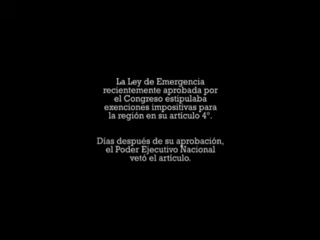 La Ley de Emergencia
recientemente aprobada por
el Congreso estipulaba
exenciones impositivas para
la región en su artículo 4°.
Días después de su aprobación,
el Poder Ejecutivo Nacional
vetó el artículo.